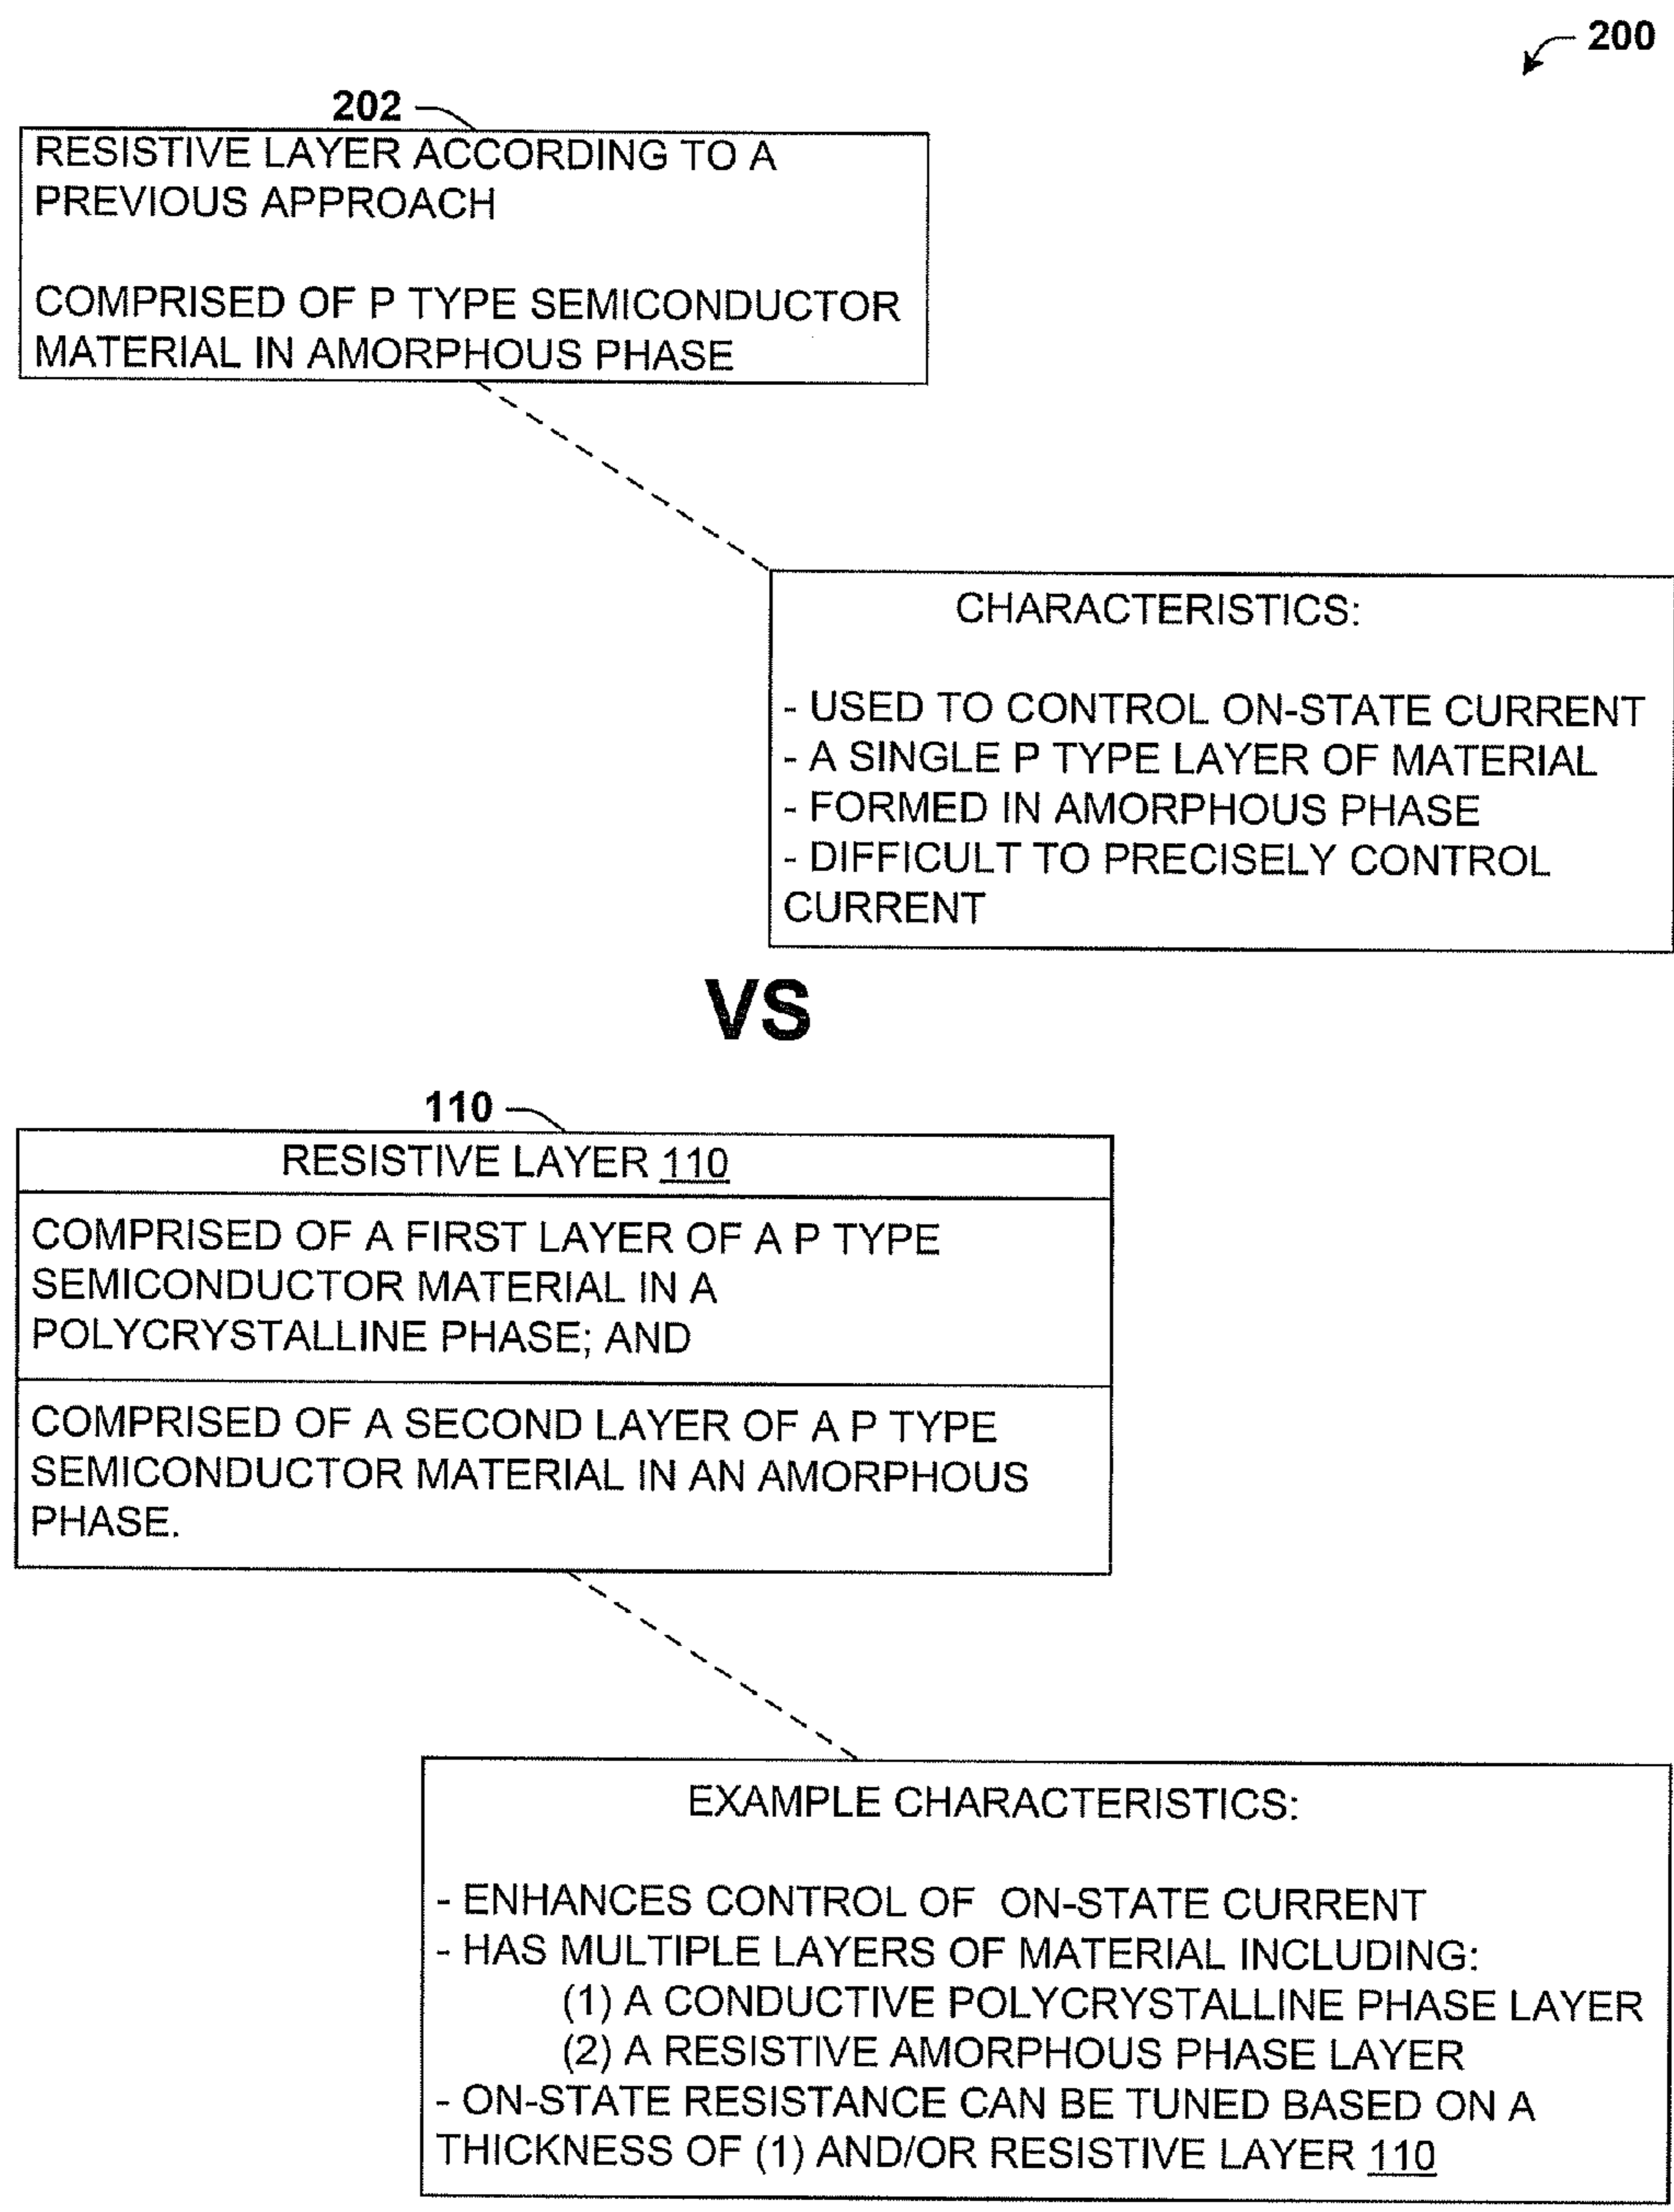 200
202
RESISTIVE LAYER ACCORDING TO A
PREVIOUS APPROACH
COMPRISED OF P TYPE SEMICONDUCTOR
MATERIAL IN AMORPHOUS PHASE
CHARACTERISTICS:
- USED TO CONTROL ON-STATE CURRENT
- A SINGLE P TYPE LAYER OF MATERIAL
- FORMED IN AMORPHOUS PHASE
- DIFFICULT TO PRECISELY CONTROL
CURRENT
VS
110
RESISTIVE LAYER 110
COMPRISED OF A FIRST LAYER OF A P TYPE
SEMICONDUCTOR MATERIAL IN A
POLYCRYSTALLINE PHASE; AND
COMPRISED OF A SECOND LAYER OF A P TYPE
SEMICONDUCTOR MATERIAL IN AN AMORPHOUS
PHASE.
EXAMPLE CHARACTERISTICS:
- ENHANCES CONTROL OF ON-STATE CURRENT
- HAS MULTIPLE LAYERS OF MATERIAL INCLUDING:
(1) A CONDUCTIVE POLYCRYSTALLINE PHASE LAYER
(2) A RESISTIVE AMORPHOUS PHASE LAYER
- ON-STATE RESISTANCE CAN BE TUNED BASED ON A
THICKNESS OF (1) AND/OR RESISTIVE LAYER 110